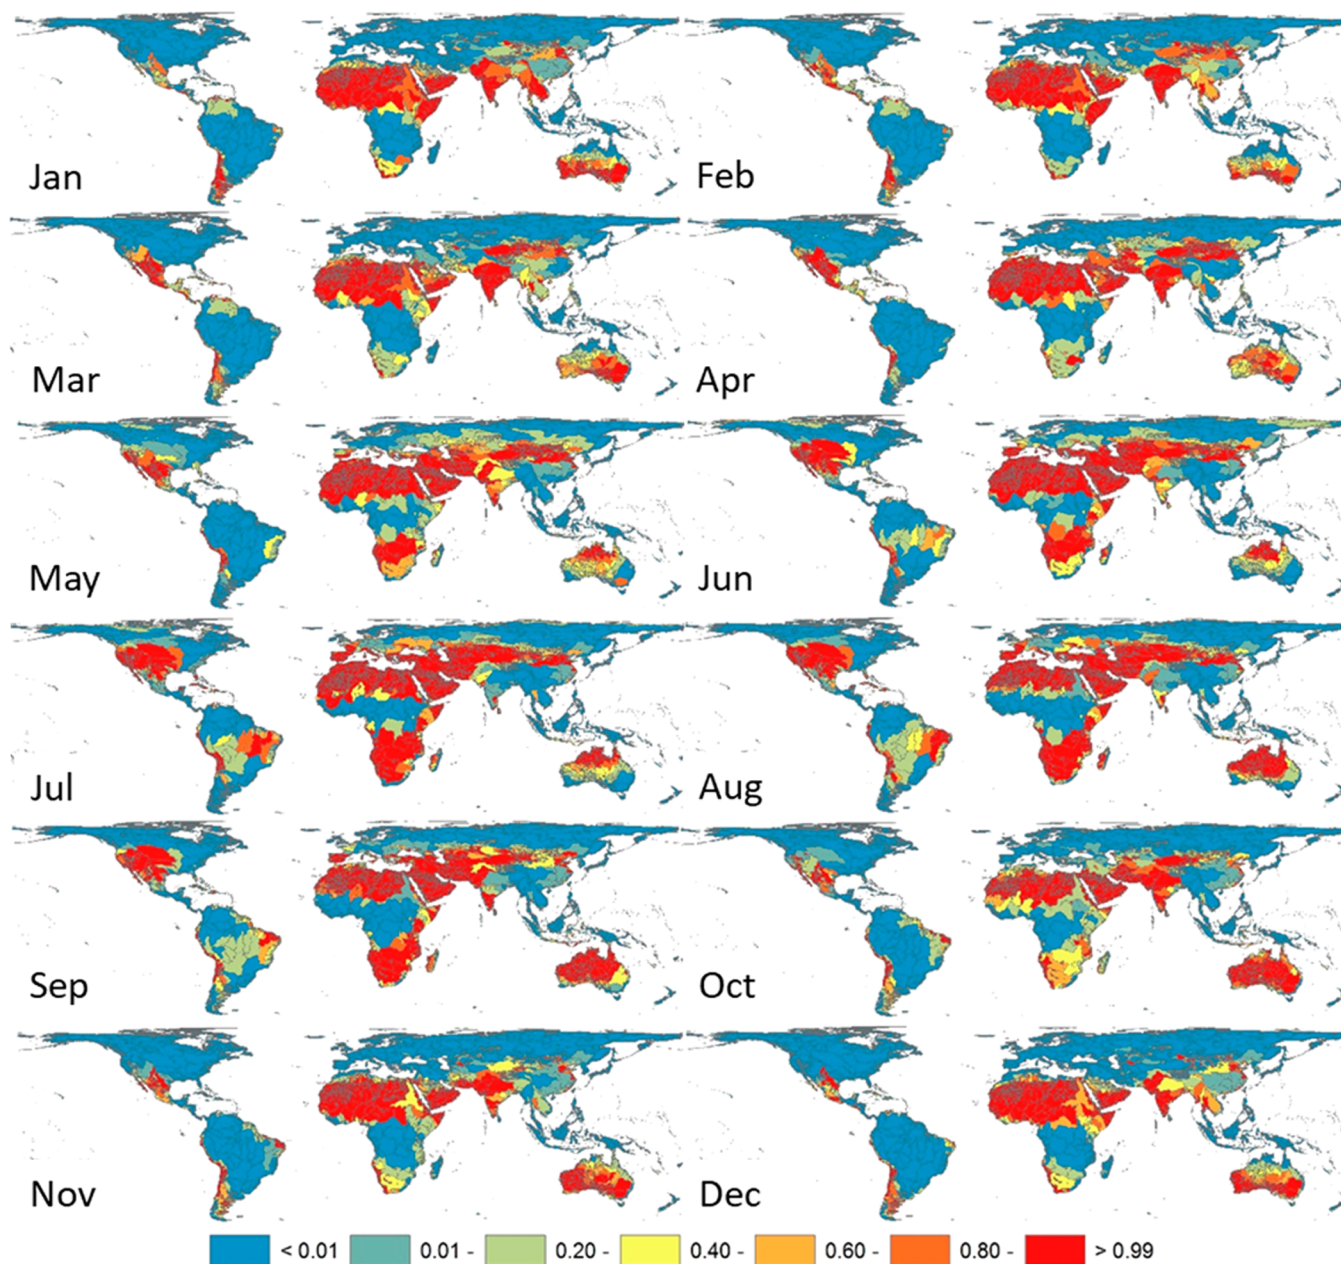 Jan Feb
Mar Apr
May Jun
Jul Aug
Sep Oct
Nov Dec
< 0.01 0.01 - 0.20 - 0.40 - 0.60 - 0.80 - > 0.99